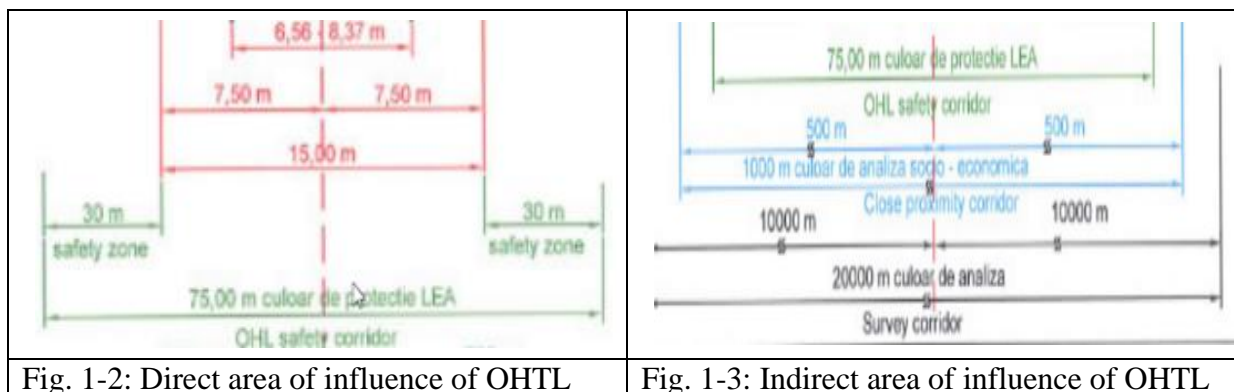 6,56 - 8,37 m
7,50 m 7,50 m
15,00 m
30 m 30 m
safety zone safety zone
75,00 m culoar de protectie LEA
OHL safety corridor
Fig. 1-2: Direct area of influence of OHTL
75,00 m culoar de protectie LEA
OHL safety corridor
500 m 500 m
1000 m culoar de analiza socio - economica
Close proximity corridor
10000 m 10000 m
20000 m culoar de analiza
Survey corridor
Fig. 1-3: Indirect area of influence of OHTL